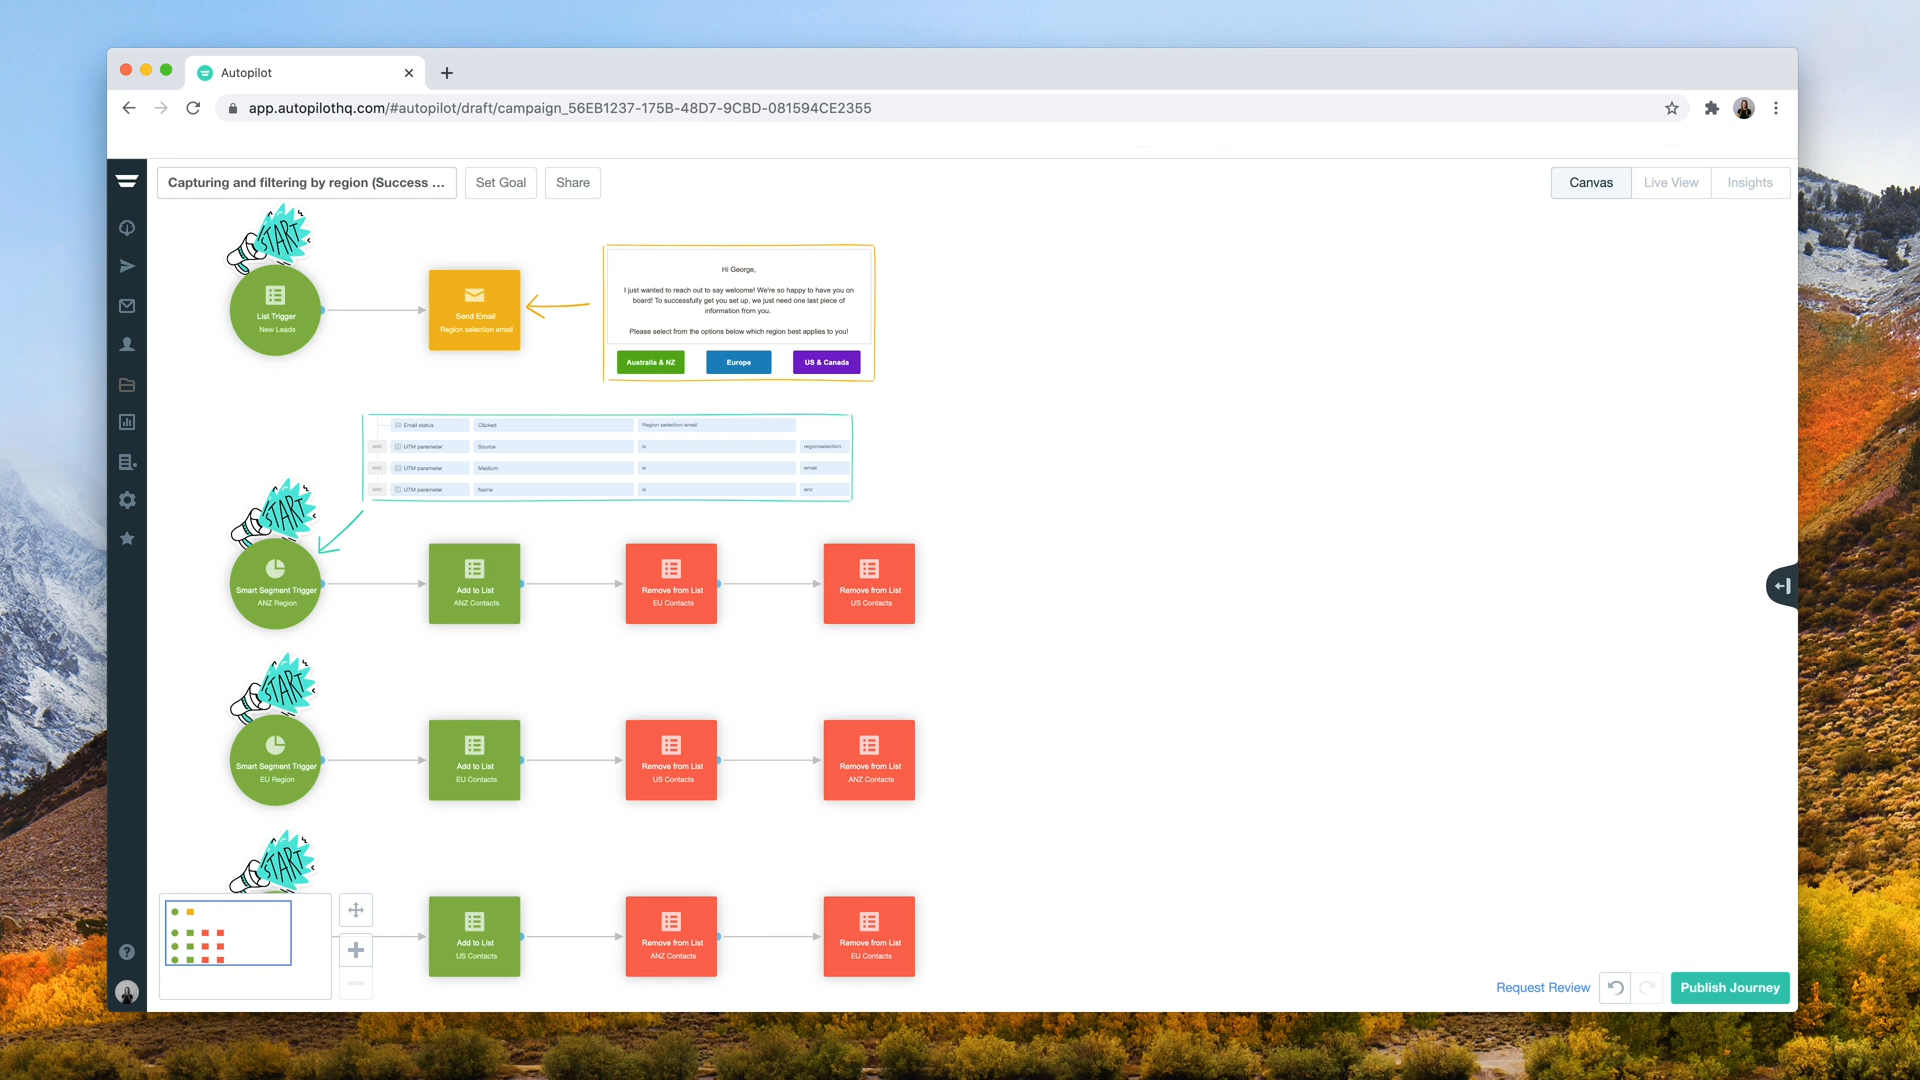 Autopilot
app.autopilothq.com/#autopilot/draft/campaign_56EB1237-175B-48D7-9CBD-081594CE2355
Capturing and filtering by region (Success ...
Set Goal
Share
Canvas
Live View
Insights
START
List Trigger
New Leads
Send Email
Region selection email
Hi George,
I just wanted to reach out to say welcome! We're so happy to have you on
board! To successfully get you set up, we just need one last piece of
information from you.
Please select from the options below which region best applies to you!
Australia & NZ
Europe
US & Canada
Email status Clicked Region selection email
AND UTM parameter Source is regionselection
AND UTM parameter Medium is email
AND UTM parameter Name is anz
START
Smart Segment Trigger
ANZ Region
Add to List
ANZ Contacts
Remove from List
EU Contacts
Remove from List
US Contacts
START
Smart Segment Trigger
EU Region
Add to List
EU Contacts
Remove from List
US Contacts
Remove from List
ANZ Contacts
START
Add to List
US Contacts
Remove from List
ANZ Contacts
Remove from List
EU Contacts
Request Review
Publish Journey